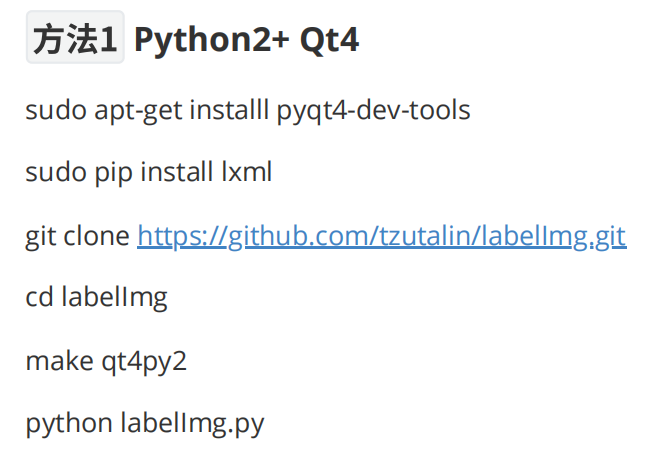 方法1 Python2+ Qt4
sudo apt-get installl pyqt4-dev-tools
sudo pip install lxml
git clone https://github.com/tzutalin/labelImg.git
cd labelImg
make qt4py2
python labelImg.py